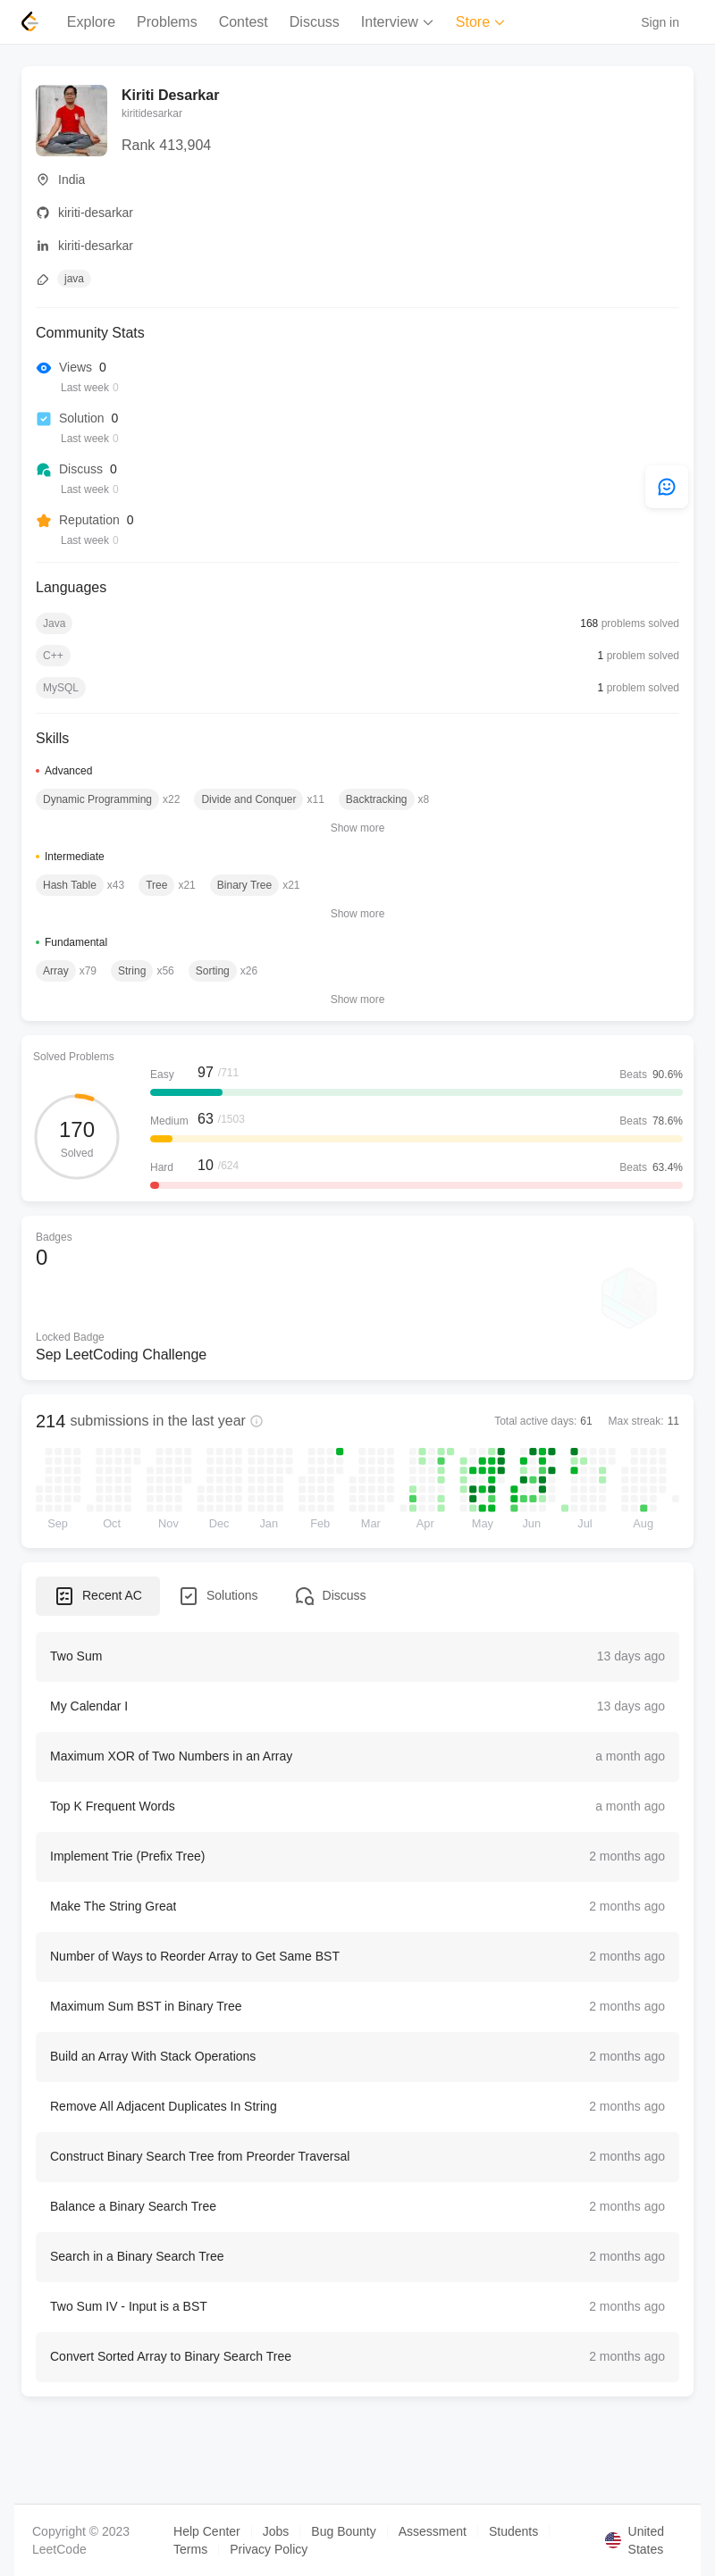 Explore Problems Contest Discuss Interview Store Sign in
Kiriti Desarkar
kiritidesarkar
Rank 413,904
India
kiriti-desarkar
kiriti-desarkar
java
Community Stats
Views 0
Last week 0
Solution 0
Last week 0
Discuss 0
Last week 0
Reputation 0
Last week 0
Languages
Java 168 problems solved
C++ 1 problem solved
MySQL 1 problem solved
Skills
Advanced
Dynamic Programming x22 Divide and Conquer x11 Backtracking x8
Show more
Intermediate
Hash Table x43 Tree x21 Binary Tree x21
Show more
Fundamental
Array x79 String x56 Sorting x26
Show more
Solved Problems
170
Solved
Easy 97 /711 Beats 90.6%
Medium 63 /1503 Beats 78.6%
Hard 10 /624 Beats 63.4%
Badges
0
Locked Badge
Sep LeetCoding Challenge
214 submissions in the last year Total active days: 61 Max streak: 11
Sep Oct Nov Dec Jan Feb Mar Apr May Jun Jul Aug
Recent AC Solutions Discuss
Two Sum 13 days ago
My Calendar I 13 days ago
Maximum XOR of Two Numbers in an Array a month ago
Top K Frequent Words a month ago
Implement Trie (Prefix Tree) 2 months ago
Make The String Great 2 months ago
Number of Ways to Reorder Array to Get Same BST 2 months ago
Maximum Sum BST in Binary Tree 2 months ago
Build an Array With Stack Operations 2 months ago
Remove All Adjacent Duplicates In String 2 months ago
Construct Binary Search Tree from Preorder Traversal 2 months ago
Balance a Binary Search Tree 2 months ago
Search in a Binary Search Tree 2 months ago
Two Sum IV - Input is a BST 2 months ago
Convert Sorted Array to Binary Search Tree 2 months ago
Copyright © 2023 LeetCode
Help Center Jobs Bug Bounty Assessment Students
Terms Privacy Policy
United States